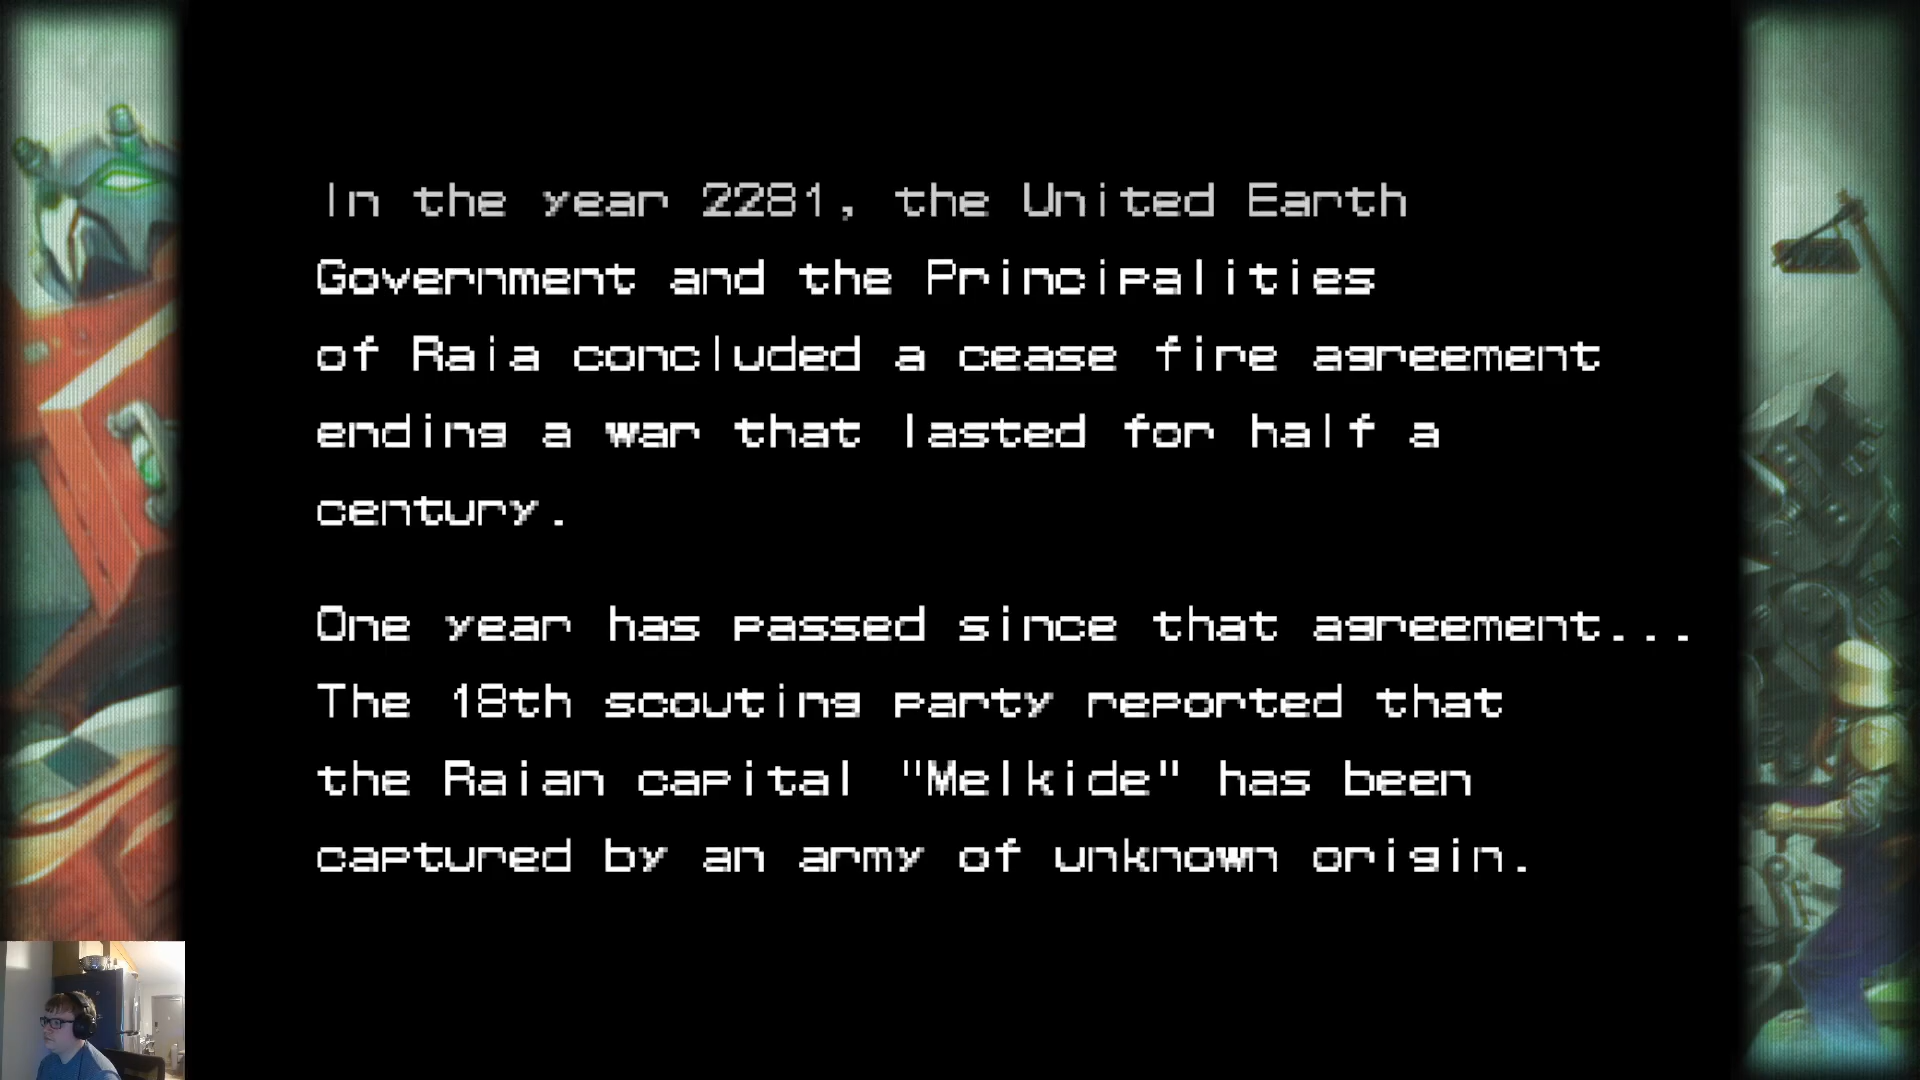 In the year 2281, the United Earth
Government and the Principalities
of Raia concluded a cease fire agreement
ending a war that lasted for half a
century.
One year has passed since that agreement...
The 18th scouting party reported that
the Raian capital "Melkide" has been
captured by an army of unknown origin.